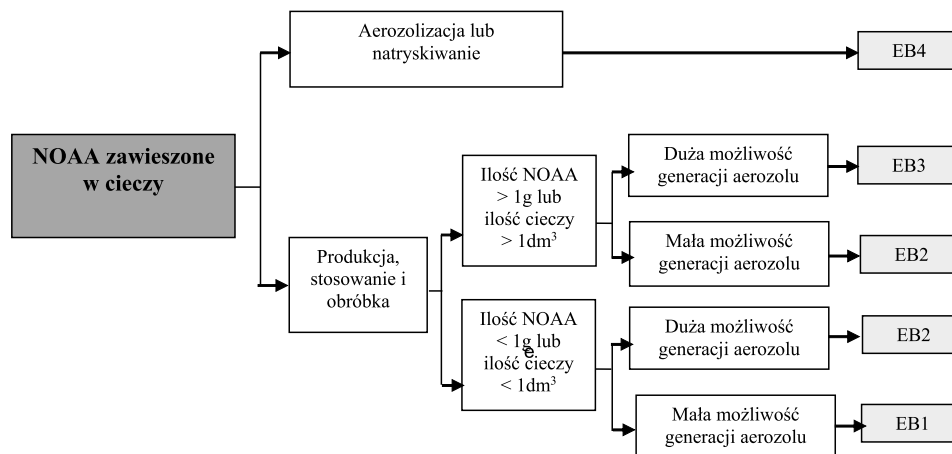 Aerozolizacja lub
natryskiwanie
EB4
NOAA zawieszone
w cieczy
Produkcja,
stosowanie i
obróbka
Ilość NOAA
> 1g lub
ilość cieczy
> 1dm³
Duża możliwość
generacji aerozolu
EB3
Mała możliwość
generacji aerozolu
EB2
Ilość NOAA
< 1g lub
e
ilość cieczy
< 1dm³
Duża możliwość
generacji aerozolu
EB2
Mała możliwość
generacji aerozolu
EB1